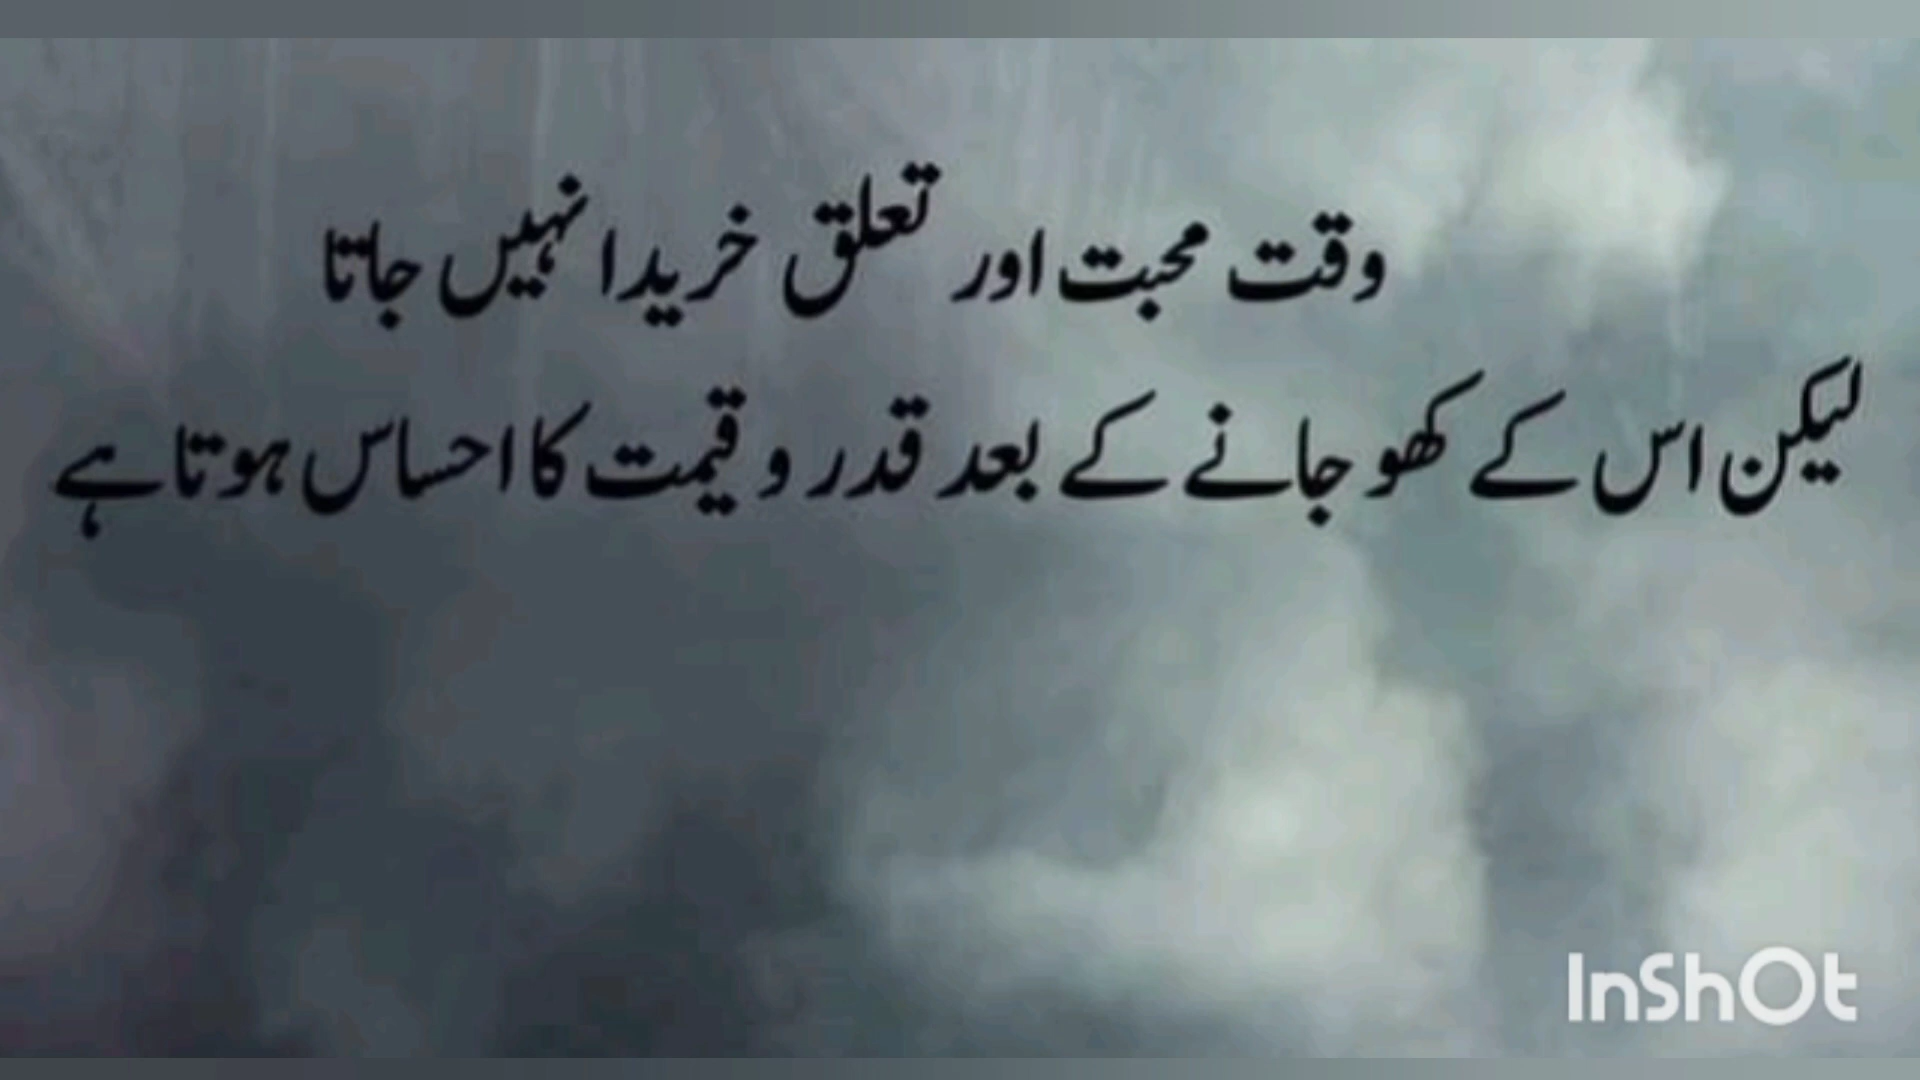 وقت محبت اور تعلق خریدا نہیں جاتا
لیکن اس کے کھو جانے کے بعد قدر و قیمت کا احساس ہوتا ہے
InShOt